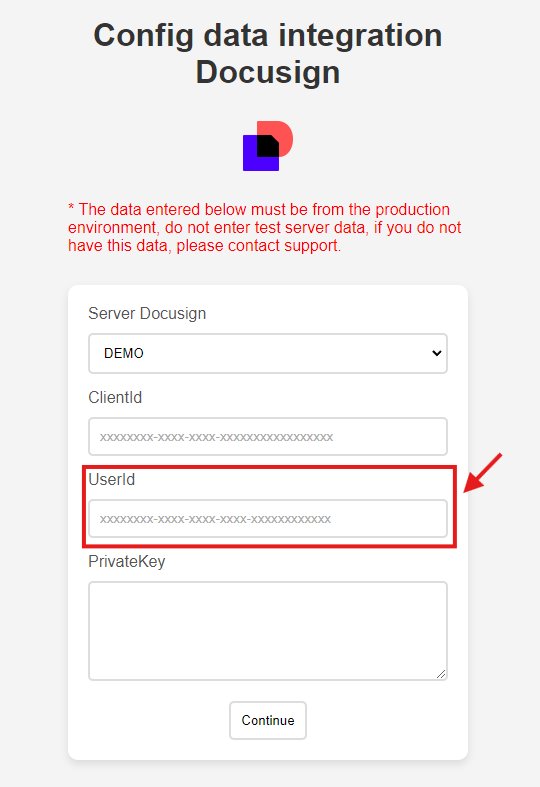 Config data integration
Docusign
* The data entered below must be from the production
environment, do not enter test server data, if you do not
have this data, please contact support.
Server Docusign
DEMO
ClientId
xxxxxxxx-xxxx-xxxx-xxxxxxxxxxxxxxxxx
UserId
xxxxxxxx-xxxx-xxxx-xxxx-xxxxxxxxxxxx
PrivateKey
Continue